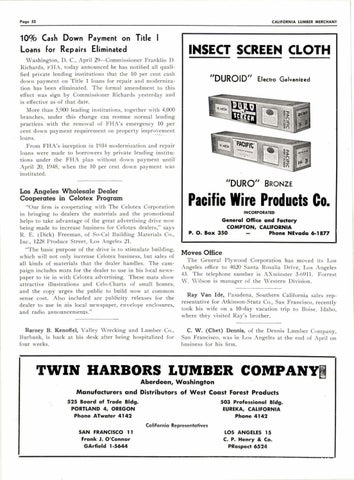 Page 52
CALIFORNIA LUMBER MERCHANT
10% Cash Down Payment on Title I
Loans for Repairs Eliminated
Washington, D. C., April 29—Commissioner Franklin D.
Richards, FHA, today announced he has notified all quali-
fied private lending institutions that the 10 per cent cash
down payment on Title I loans for repair and moderniza-
tion has been eliminated. The formal amendment to this
effect was sign by Commissioner Richards yesterday and
is effective as of that date.
More than 3,900 lending institutions, together with 4,000
branches, under this change can resume normal lending
practices with the removal of FHA's emergency 10 per
cent down payment requirement on property improvement
loans.
From FHA's inception in 1934 modernization and repair
loans were made to borrowers by private lending institu-
tions under the FHA plan without down payment until
April 20, 1948, when the 10 per cent down payment was
instituted.
Los Angeles Wholesale Dealer
Cooperates in Celotex Program
"Our firm is cooperating with The Celotex Corporation
in bringing to dealers the materials and the promotional
helps to take advantage of the great advertising drive now
being made to increase business for Celotex dealers," says
R. E. (Dick) Freeman, of So-Cal Building Materials Co.,
Inc., 1228 Produce Street, Los Angeles 21.
"The basic purpose of the drive is to stimulate building,
which will not only increase Celotex business, but sales of
all kinds of materials that the dealer handles. The cam-
paign includes mats for the dealer to use in his local news-
paper to tie in with Celotex advertising. These mats show
attractive illustrations and Celo-Charts of small homes,
and the copy urges the public to build now at common
sense cost. Also included are publicity releases for the
dealer to use in his local newspaper, envelope enclosures,
and radio announcements."
Barney B. Kenoffel, Valley Wrecking and Lumber Co.,
Burbank, is back at his desk after being hospitalized for
four weeks.
INSECT SCREEN CLOTH
"DUROID" Electro Galvanized
DURO
SCREEN
PACIFIC
"DURO" BRONZE
Pacific Wire Products Co.
INCORPORATED
General Office and Factory
COMPTON, CALIFORNIA
P. O. Box 350 - Phone NEvada 6-1877
Moves Office
The General Plywood Corporation has moved its Los
Angeles office to 4020 Santa Rosalia Drive, Los Angeles
43. The telephone number is AXminster 3-6911. Forrest
W. Wilson is manager of the Western Division.
Ray Van Ide, Pasadena, Southern California sales rep-
resentative for Atkinson-Stutz Co., San Francisco, recently
took his wife on a 10-day vacation trip to Boise, Idaho,
where they visited Ray's brother.
C. W. (Chet) Dennis, of the Dennis Lumber Company,
San Francisco, was in Los Angeles at the end of April on
business for his firm.
TWIN HARBORS LUMBER COMPANY
Aberdeen, Washington
Manufacturers and Distributors of West Coast Forest Products
525 Board of Trade Bldg.
PORTLAND 4, OREGON
Phone ATwater 4142
503 Professional Bldg.
EUREKA, CALIFORNIA
Phone 4142
California Representatives
SAN FRANCISCO 11
Frank J. O'Connor
GArfield 1-5644
LOS ANGELES 15
C. P. Henry & Co.
PRospect 6524